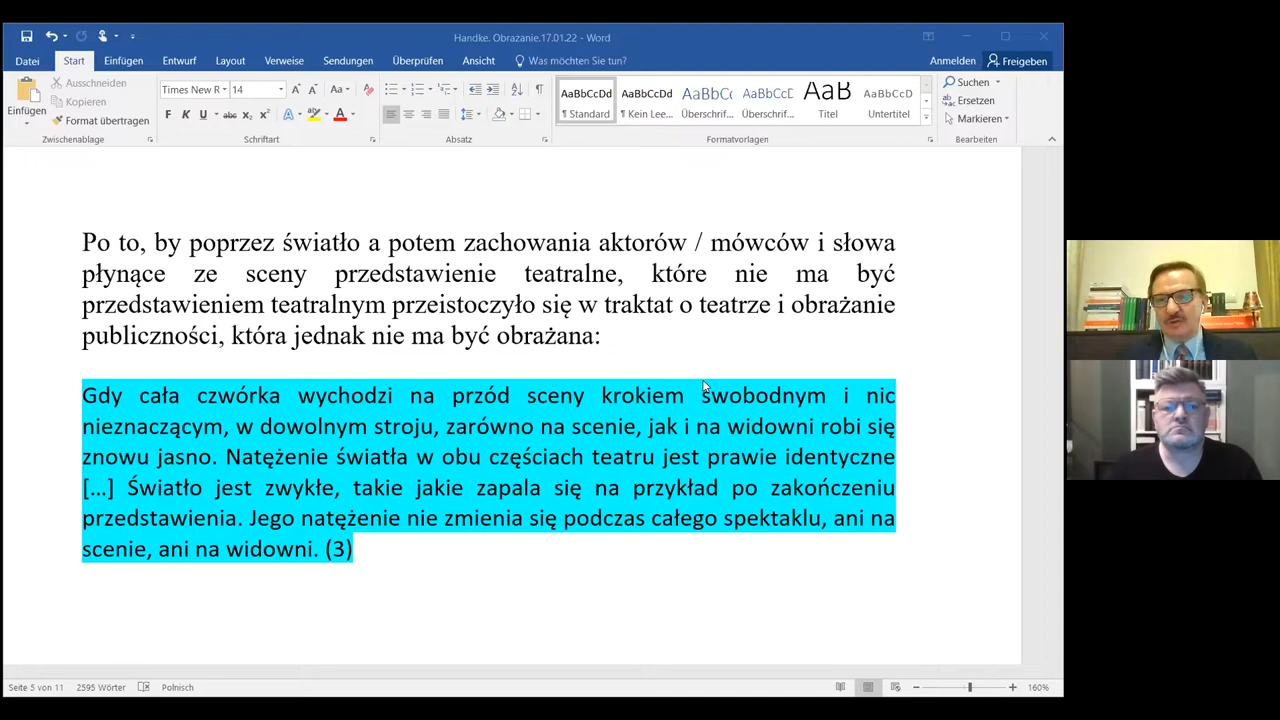 Handke. Obrazanie.17.01.22 - Word
Datei Start Einfügen Entwurf Layout Verweise Sendungen Überprüfen Ansicht Was möchten Sie tun? Anmelden Freigeben
Einfügen
Ausschneiden
Kopieren
Format übertragen
Zwischenablage
Times New R 14
F K U abc x₂ x²
Schriftart
Absatz
AaBbCcDd AaBbCcDd AaBbCc AaBbCcD AaB AaBbCcD
¶ Standard ¶ Kein Lee... Überschrif... Überschrif... Titel Untertitel
Formatvorlagen
Suchen
Ersetzen
Markieren
Bearbeiten
Po to, by poprzez światło a potem zachowania aktorów / mówców i słowa
płynące ze sceny przedstawienie teatralne, które nie ma być
przedstawieniem teatralnym przeistoczyło się w traktat o teatrze i obrażanie
publiczności, która jednak nie ma być obrażana:
Gdy cała czwórka wychodzi na przód sceny krokiem swobodnym i nic
nieznaczącym, w dowolnym stroju, zarówno na scenie, jak i na widowni robi się
znowu jasno. Natężenie światła w obu częściach teatru jest prawie identyczne
[…] Światło jest zwykłe, takie jakie zapala się na przykład po zakończeniu
przedstawienia. Jego natężenie nie zmienia się podczas całego spektaklu, ani na
scenie, ani na widowni. (3)
Seite 5 von 11 2595 Wörter Polnisch 160%